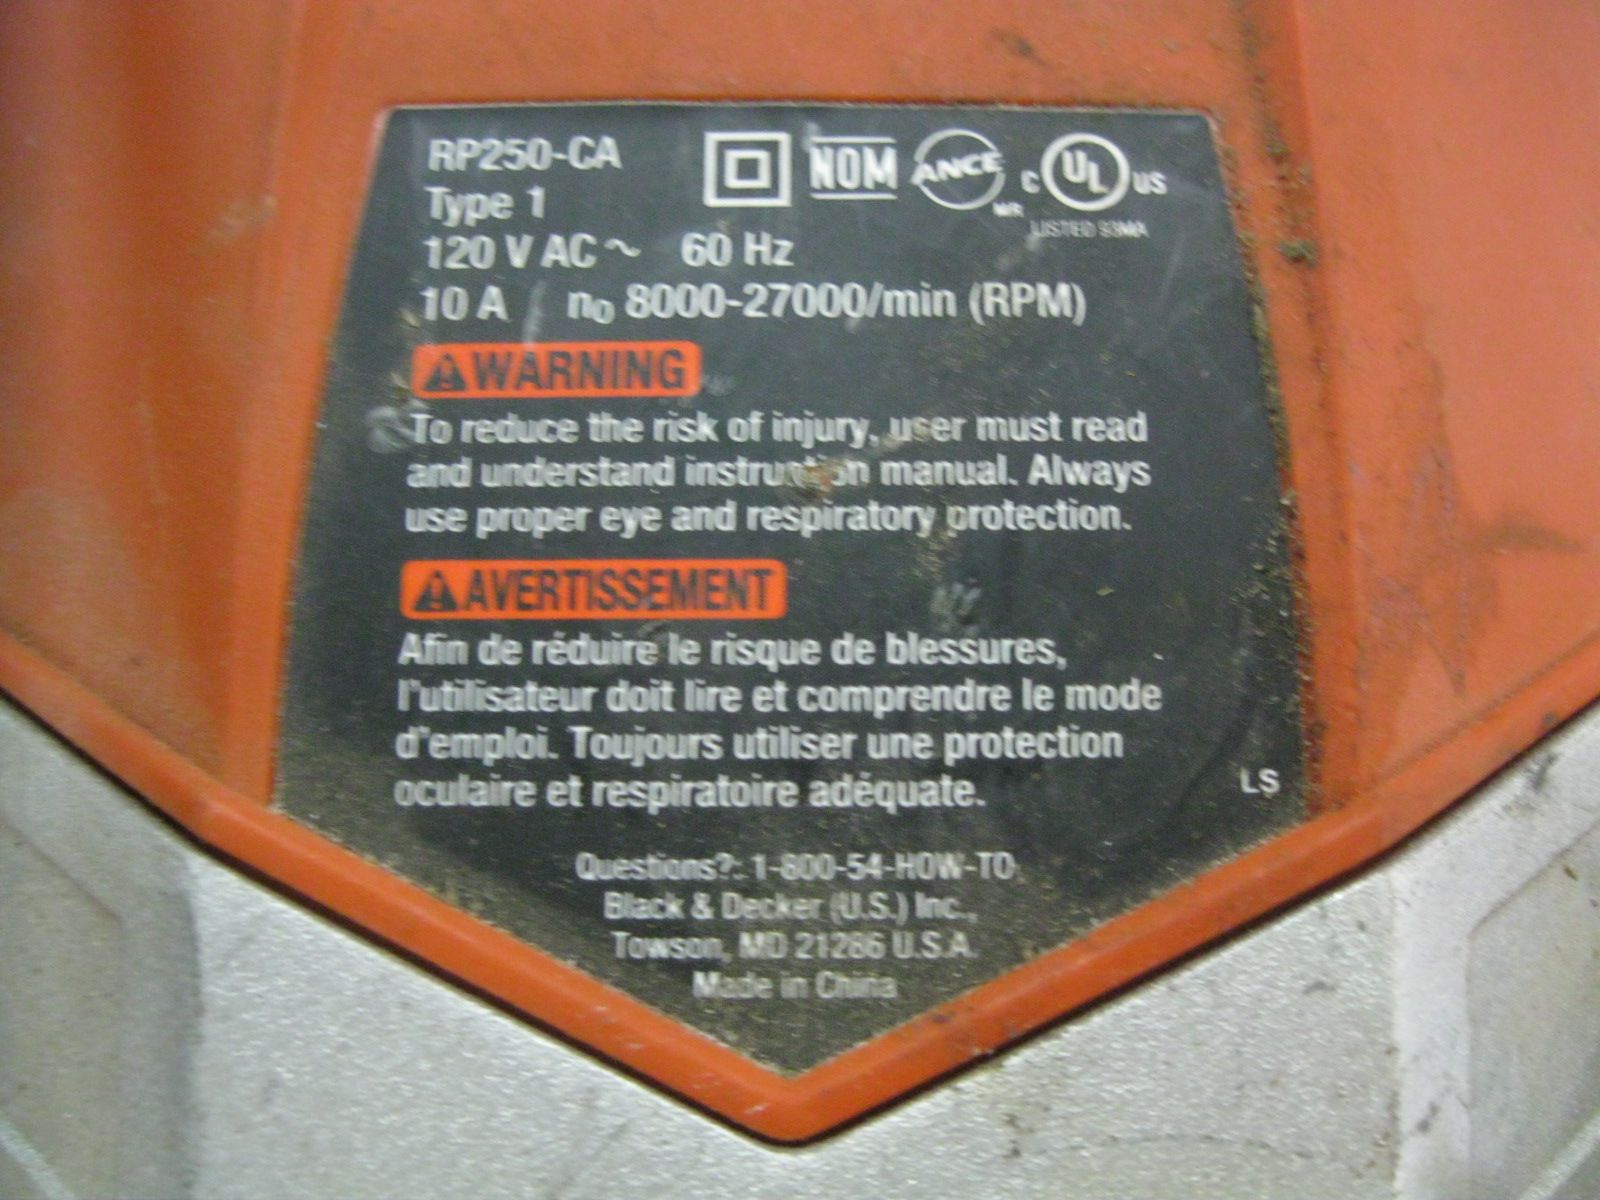 RP250-CA
Type 1
120 V AC ~ 60 Hz
10 A n0 8000-27000/min (RPM)
NOM
ANCE
MR
C UL US
LISTED 93MA
⚠WARNING
To reduce the risk of injury, user must read
and understand instruction manual. Always
use proper eye and respiratory protection.
⚠AVERTISSEMENT
Afin de réduire le risque de blessures,
l'utilisateur doit lire et comprendre le mode
d'emploi. Toujours utiliser une protection
oculaire et respiratoire adéquate.
LS
Questions?: 1-800-54-HOW-TO
Black & Decker (U.S.) Inc.,
Towson, MD 21286 U.S.A.
Made in China